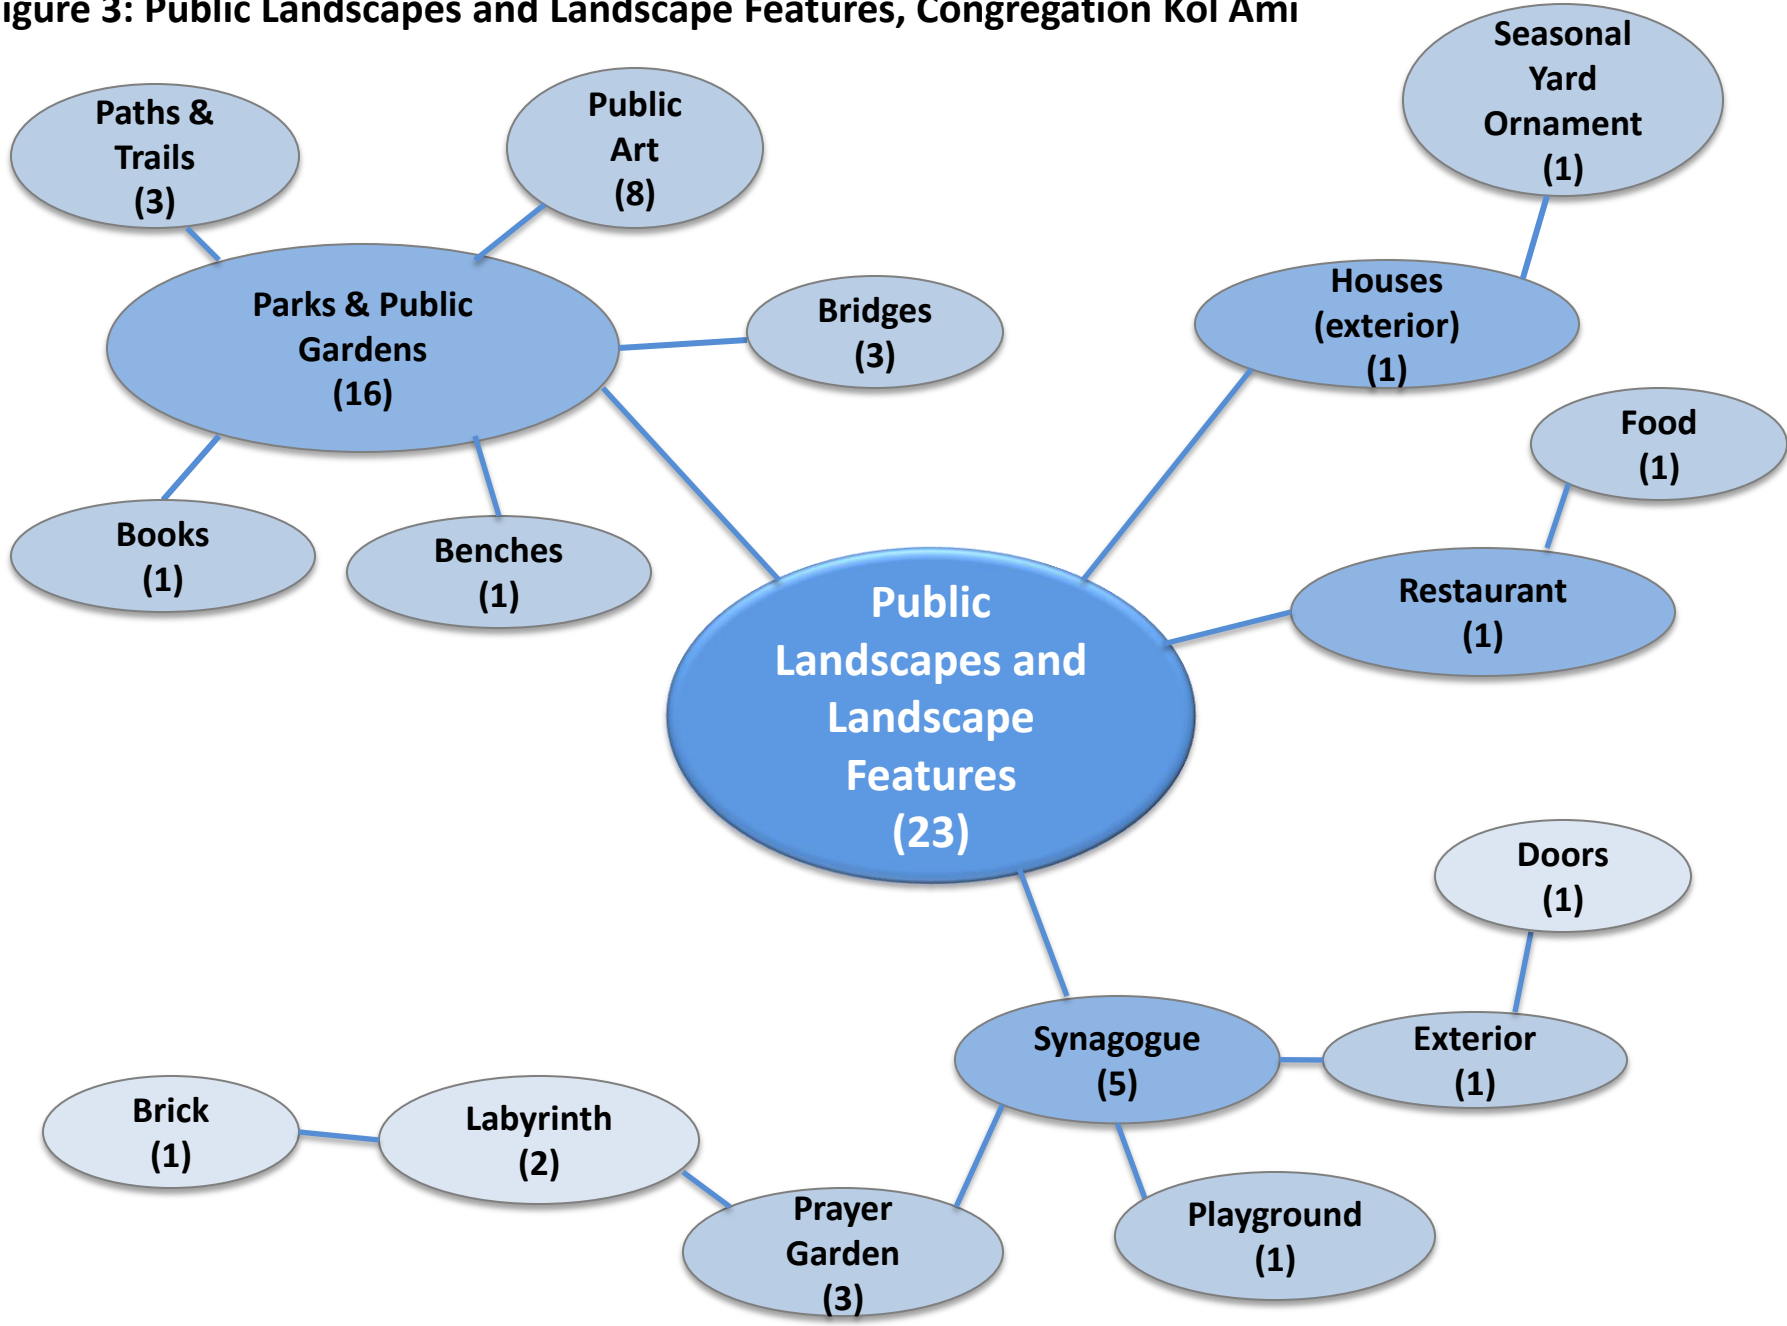 igure 3: Public Landscapes and Landscape Features, Congregation Kol Ami
Seasonal
Yard
Ornament
(1)
Paths &
Trails
(3)
Public
Art
(8)
Parks & Public
Gardens
(16)
Bridges
(3)
Houses
(exterior)
(1)
Food
(1)
Books
(1)
Benches
(1)
Restaurant
(1)
Public
Landscapes and
Landscape
Features
(23)
Doors
(1)
Synagogue
(5)
Exterior
(1)
Brick
(1)
Labyrinth
(2)
Prayer
Garden
(3)
Playground
(1)